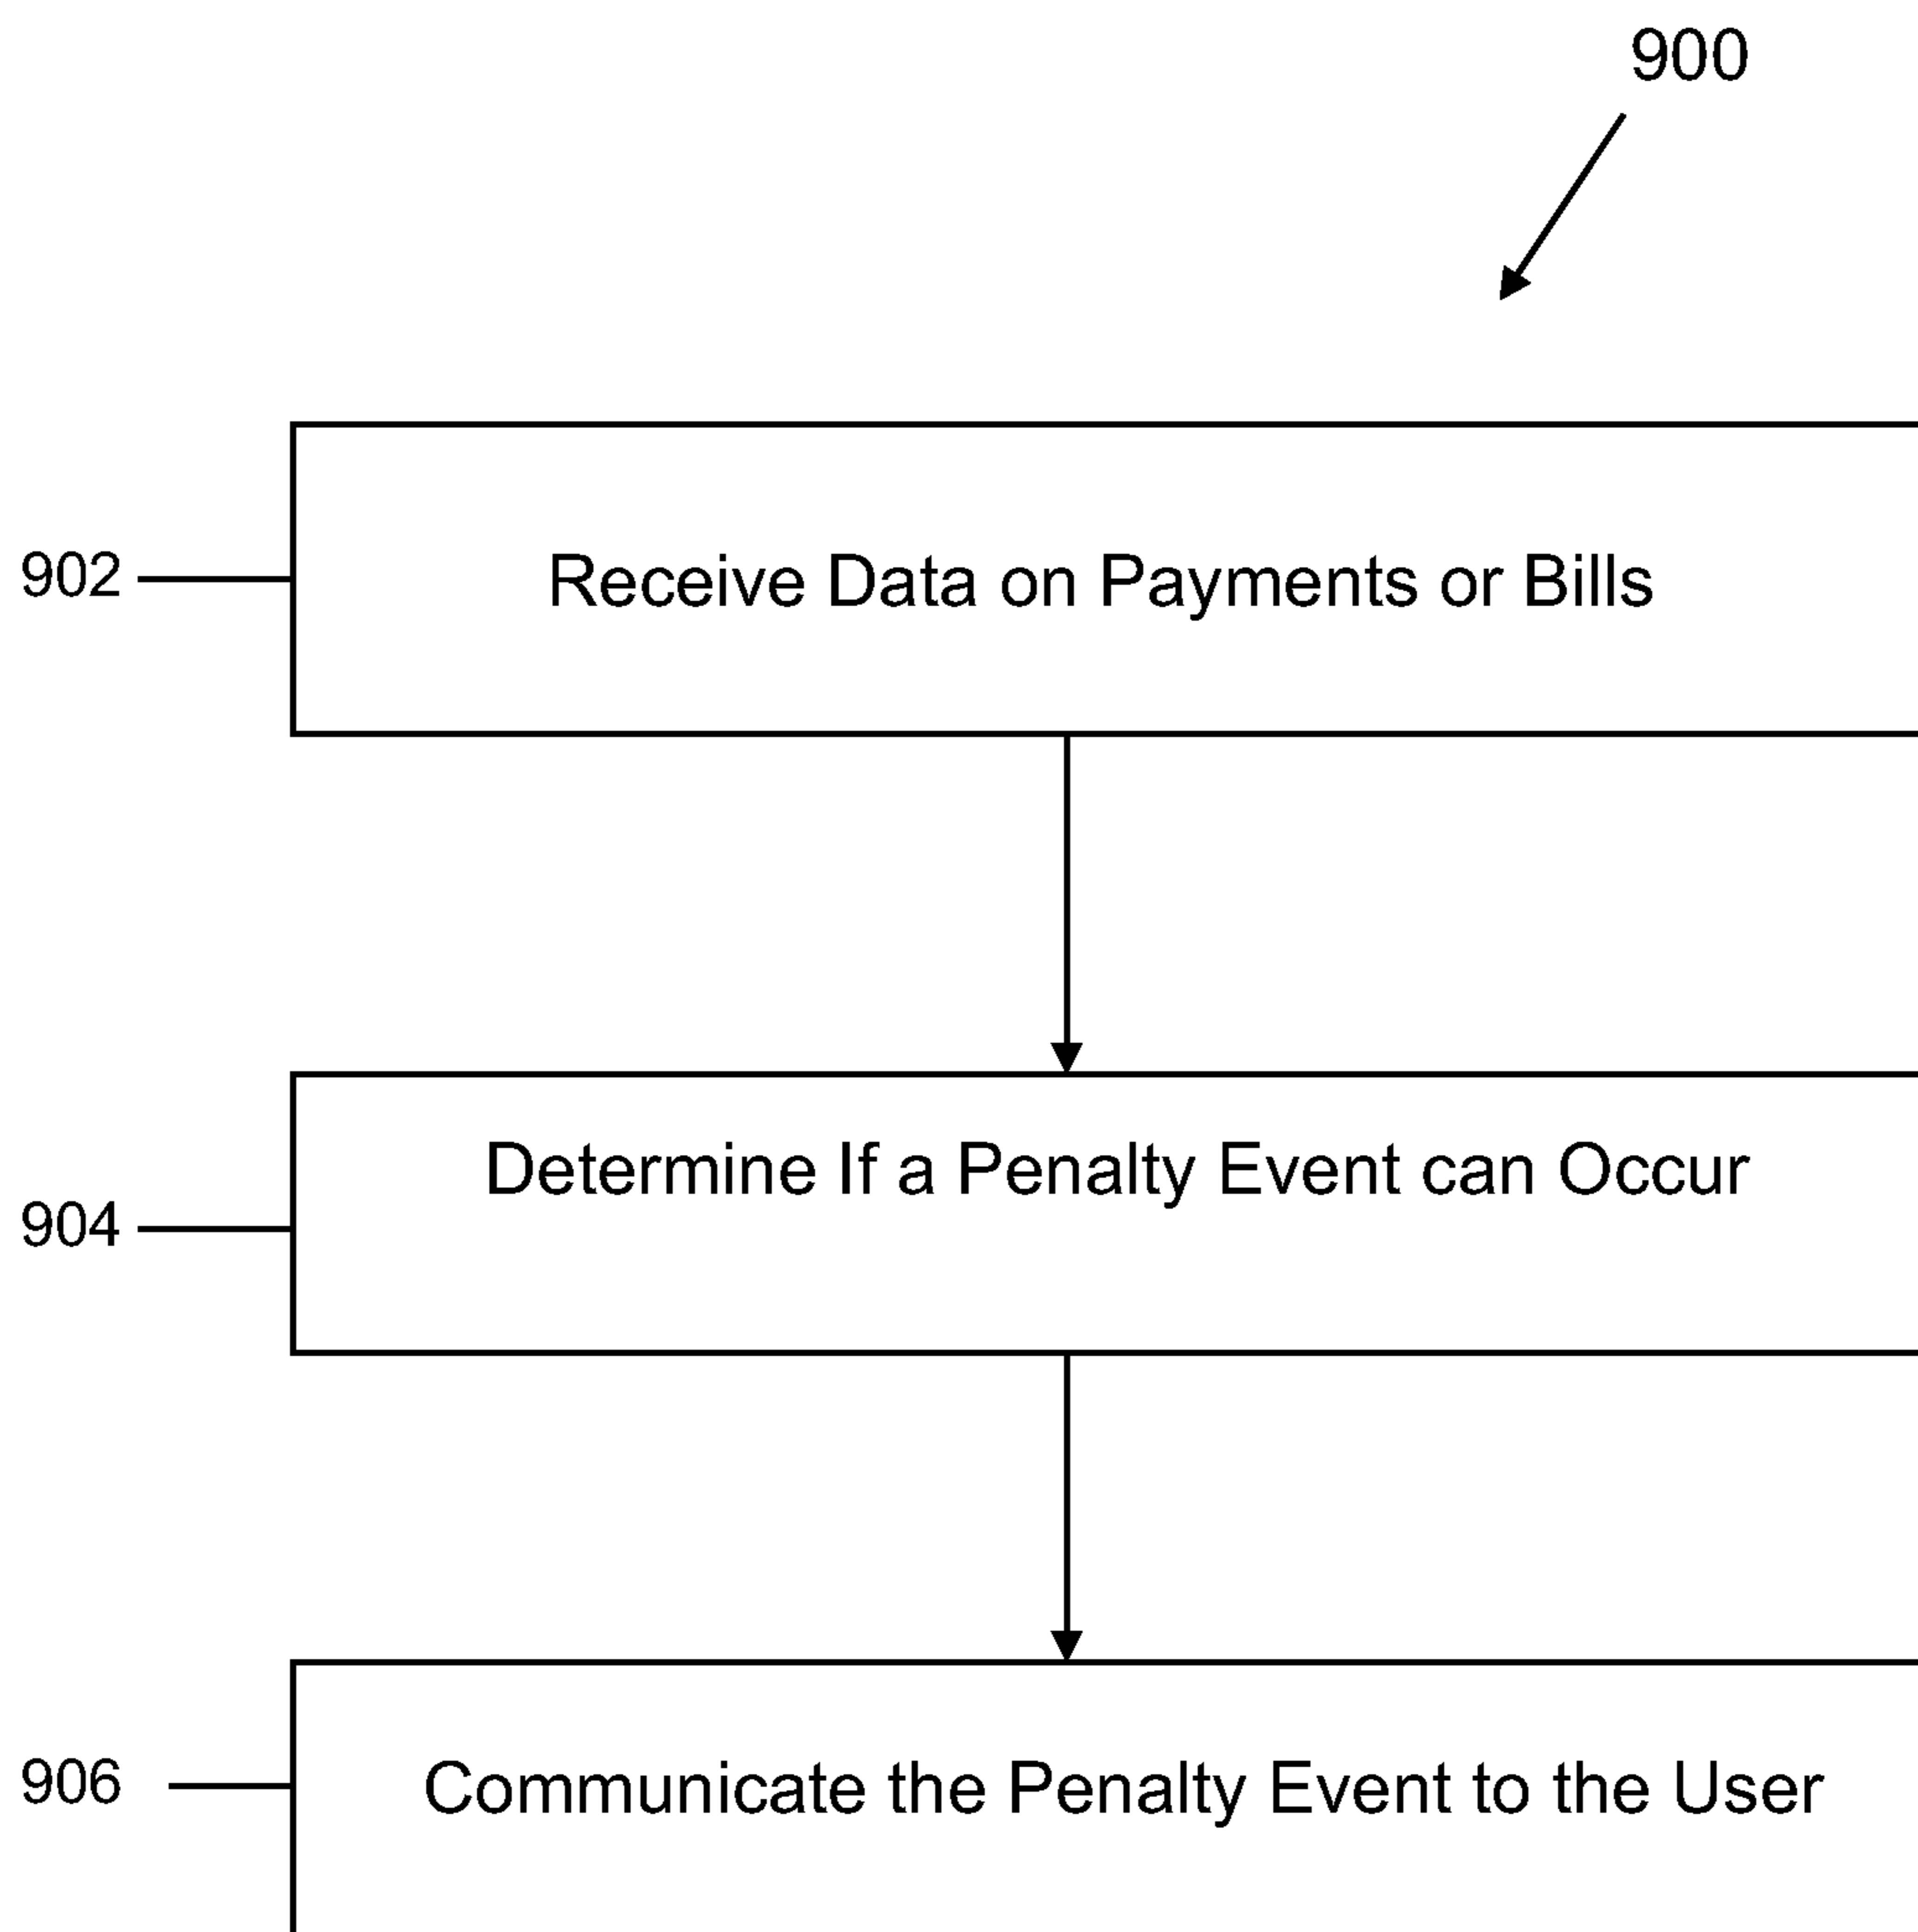 900
902
Receive Data on Payments or Bills
904
Determine If a Penalty Event can Occur
906
Communicate the Penalty Event to the User